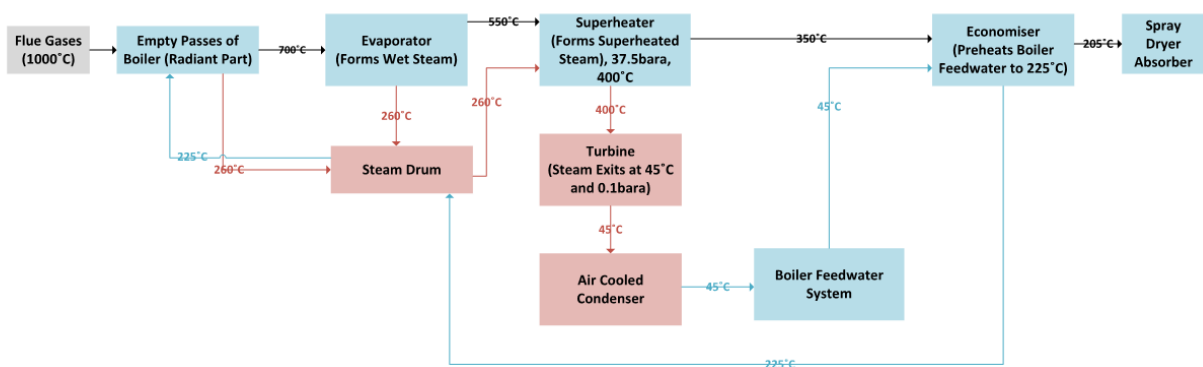 Flue Gases
(1000˚C)
Empty Passes of
Boiler (Radiant Part)
700˚C
Evaporator
(Forms Wet Steam)
550˚C
Superheater
(Forms Superheated
Steam), 37.5bara,
400˚C
350˚C
Economiser
(Preheats Boiler
Feedwater to 225˚C)
205˚C
Spray
Dryer
Absorber
260˚C
260˚C
400˚C
45˚C
225˚C
260˚C
Steam Drum
Turbine
(Steam Exits at 45˚C
and 0.1bara)
45˚C
Air Cooled
Condenser
45˚C
Boiler Feedwater
System
225˚C